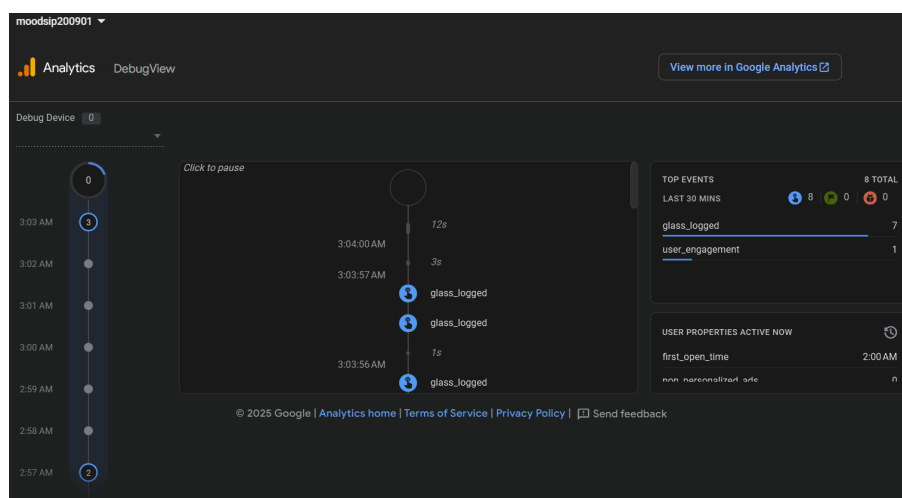 moodsip200901
Analytics DebugView
View more in Google Analytics
Debug Device 0
0
3:03 AM 3
3:02 AM
3:01 AM
3:00 AM
2:59 AM
2:58 AM
2:57 AM 2
Click to pause
12s
3:04:00 AM
3s
3:03:57 AM
glass_logged
glass_logged
1s
3:03:56 AM
glass_logged
TOP EVENTS 8 TOTAL
LAST 30 MINS 8 0 0
glass_logged 7
user_engagement 1
USER PROPERTIES ACTIVE NOW
first_open_time 2:00 AM
non_personalized_ads 0
© 2025 Google | Analytics home | Terms of Service | Privacy Policy | Send feedback